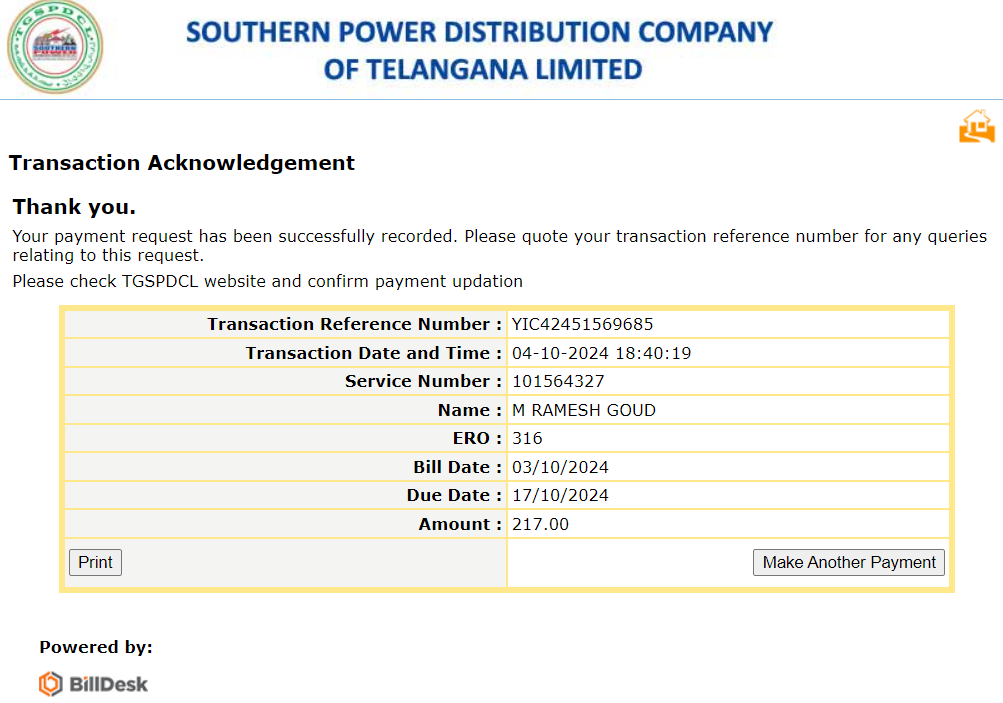 TGSPDCL
SOUTHERN POWER
SOUTHERN POWER DISTRIBUTION COMPANY
OF TELANGANA LIMITED
Transaction Acknowledgement
Thank you.
Your payment request has been successfully recorded. Please quote your transaction reference number for any queries
relating to this request.
Please check TGSPDCL website and confirm payment updation
Transaction Reference Number : YIC42451569685
Transaction Date and Time : 04-10-2024 18:40:19
Service Number : 101564327
Name : M RAMESH GOUD
ERO : 316
Bill Date : 03/10/2024
Due Date : 17/10/2024
Amount : 217.00
Print Make Another Payment
Powered by:
BillDesk